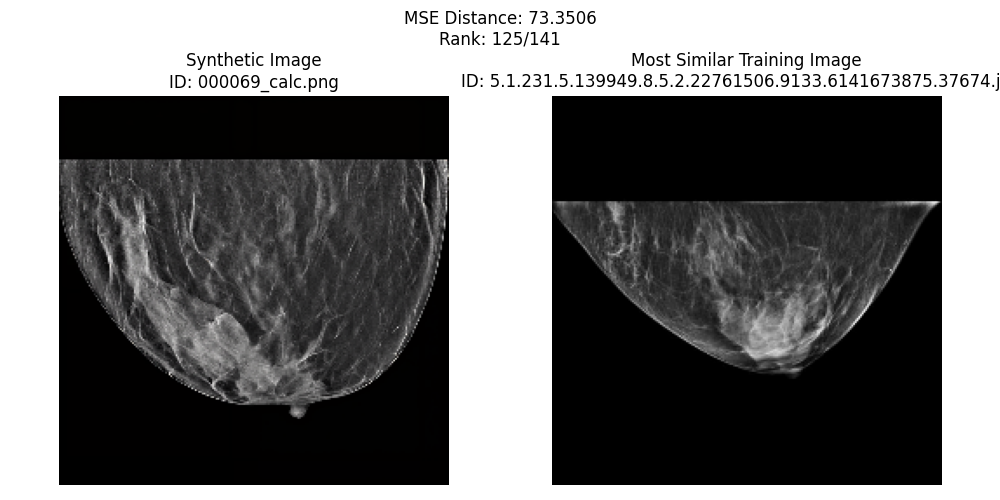 MSE Distance: 73.3506
Rank: 125/141
Synthetic Image
ID: 000069_calc.png
Most Similar Training Image
ID: 5.1.231.5.139949.8.5.2.22761506.9133.6141673875.37674.j